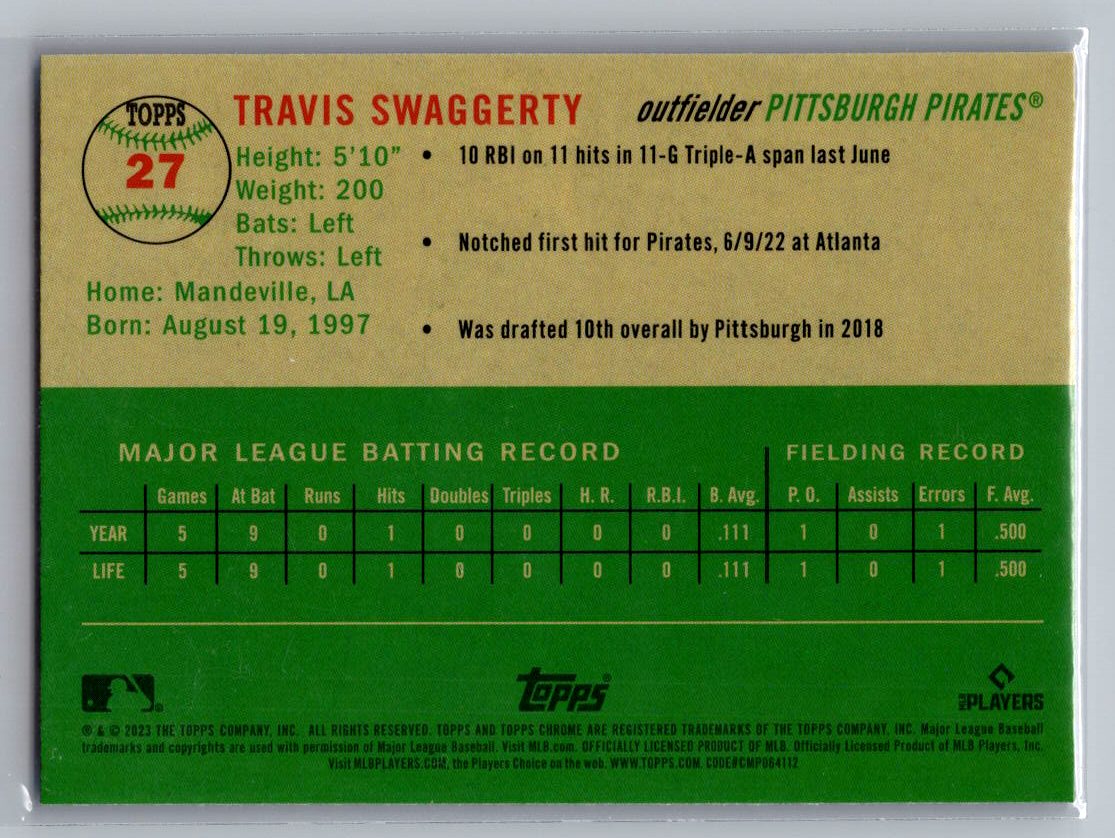 TOPPS
27
TRAVIS SWAGGERTY
outfielder PITTSBURGH PIRATES®
Height: 5'10"
Weight: 200
Bats: Left
Throws: Left
Home: Mandeville, LA
Born: August 19, 1997
• 10 RBI on 11 hits in 11-G Triple-A span last June
• Notched first hit for Pirates, 6/9/22 at Atlanta
• Was drafted 10th overall by Pittsburgh in 2018
MAJOR LEAGUE BATTING RECORD FIELDING RECORD
Games At Bat Runs Hits Doubles Triples H. R. R.B.I. B. Avg. P. O. Assists Errors F. Avg.
YEAR 5 9 0 1 0 0 0 0 .111 1 0 1 .500
LIFE 5 9 0 1 0 0 0 0 .111 1 0 1 .500
Topps
MLB PLAYERS
® & © 2023 THE TOPPS COMPANY, INC. ALL RIGHTS RESERVED. TOPPS AND TOPPS CHROME ARE REGISTERED TRADEMARKS OF THE TOPPS COMPANY, INC. Major League Baseball
trademarks and copyrights are used with permission of Major League Baseball. Visit MLB.com. OFFICIALLY LICENSED PRODUCT OF MLB. Officially Licensed Product of MLB Players, Inc.
Visit MLBPLAYERS.COM, the Players Choice on the web. WWW.TOPPS.COM. CODE#CMP064112